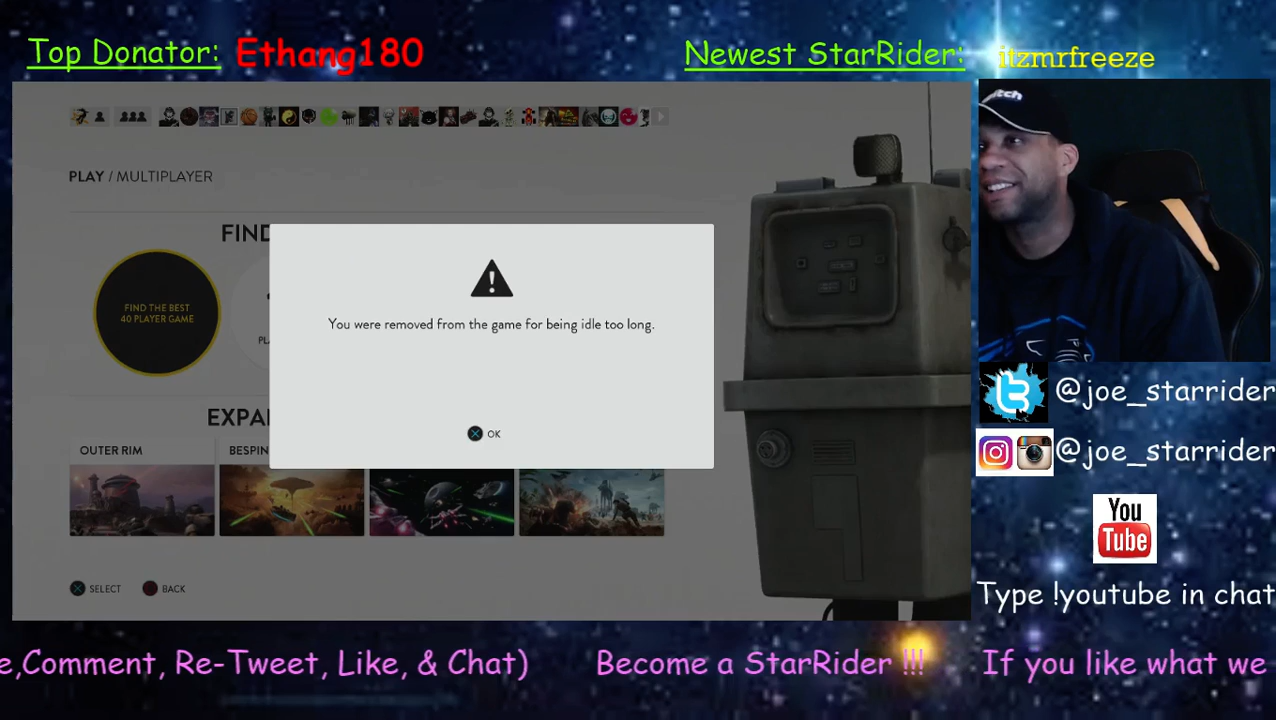 Top Donator: Ethang180
Newest StarRider: itzmrfreeze
PLAY / MULTIPLAYER
FIND
FIND THE BEST
40 PLAYER GAME
PL
You were removed from the game for being idle too long.
OK
EXPA
OUTER RIM
BESPIN
SELECT
BACK
@joe_starrider
@joe_starrider
You
Tube
Type !youtube in chat
e,Comment, Re-Tweet, Like, & Chat) Become a StarRider !!! If you like what we